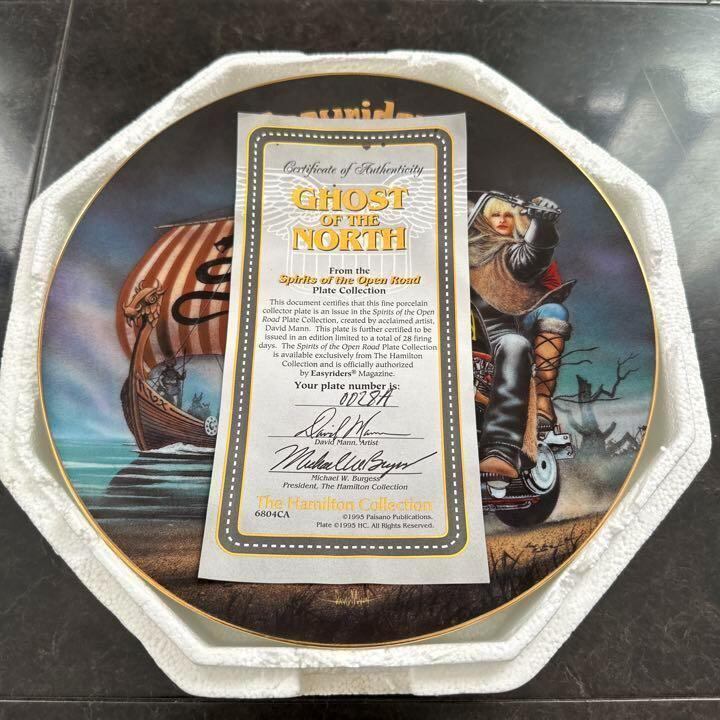 Certificate of Authenticity
GHOST
OF THE
NORTH
From the
Spirits of the Open Road
Plate Collection
This document certifies that this fine porcelain
collector plate is an issue in the Spirits of the Open
Road Plate Collection, created by acclaimed artist,
David Mann. This plate is further certified to be
issued in an edition limited to a total of 28 firing
days. The Spirits of the Open Road Plate Collection
is available exclusively from The Hamilton
Collection and is officially authorized
by Easyriders® Magazine.
Your plate number is:
0028A
David Mann
David Mann, Artist
Michael W Burgess
Michael W. Burgess
President, The Hamilton Collection
The Hamilton Collection
6804CA
©1995 Paisano Publications.
Plate ©1995 HC. All Rights Reserved.